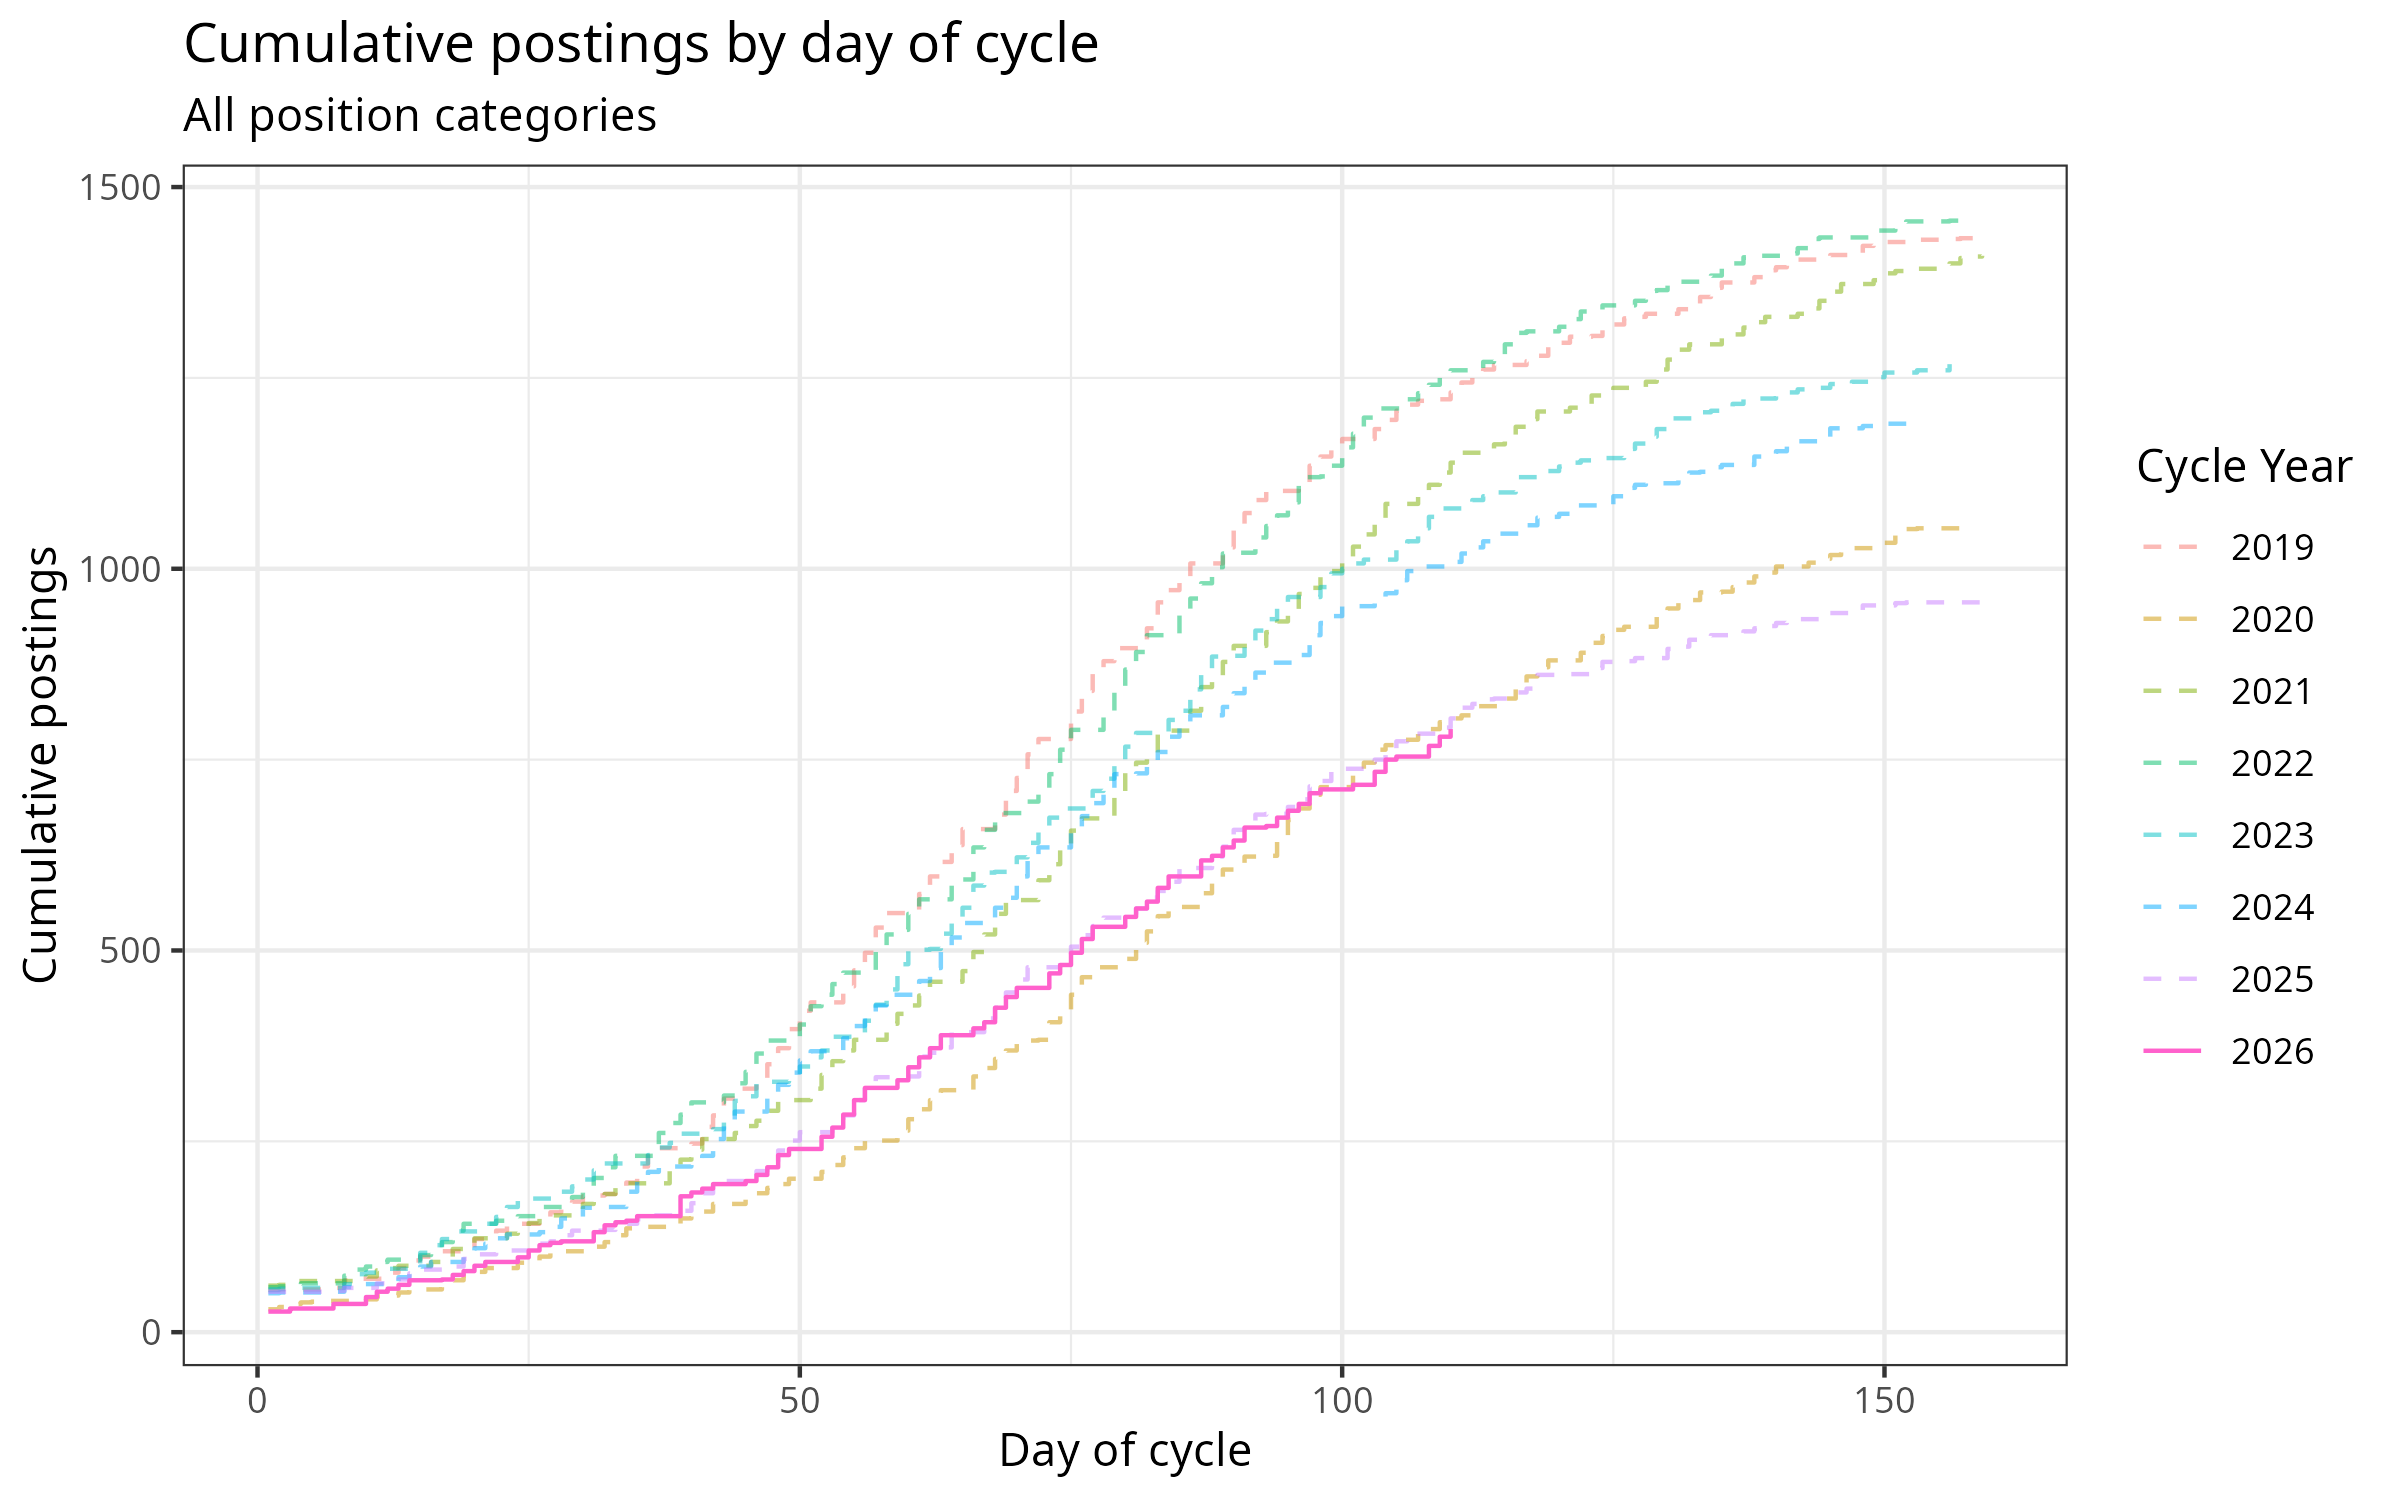 Cumulative postings by day of cycle
All position categories
Cumulative postings
1500
1000
500
0
0 50 100 150
Day of cycle
Cycle Year
2019
2020
2021
2022
2023
2024
2025
2026